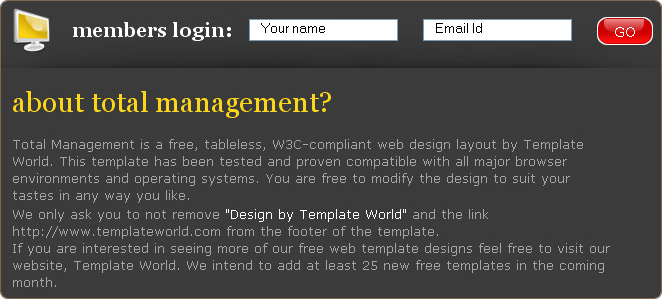 members login: Your name Email Id GO
about total management?
Total Management is a free, tableless, W3C-compliant web design layout by Template
World. This template has been tested and proven compatible with all major browser
environments and operating systems. You are free to modify the design to suit your
tastes in any way you like.
We only ask you to not remove "Design by Template World" and the link
http://www.templateworld.com from the footer of the template.
If you are interested in seeing more of our free web template designs feel free to visit our
website, Template World. We intend to add at least 25 new free templates in the coming
month.